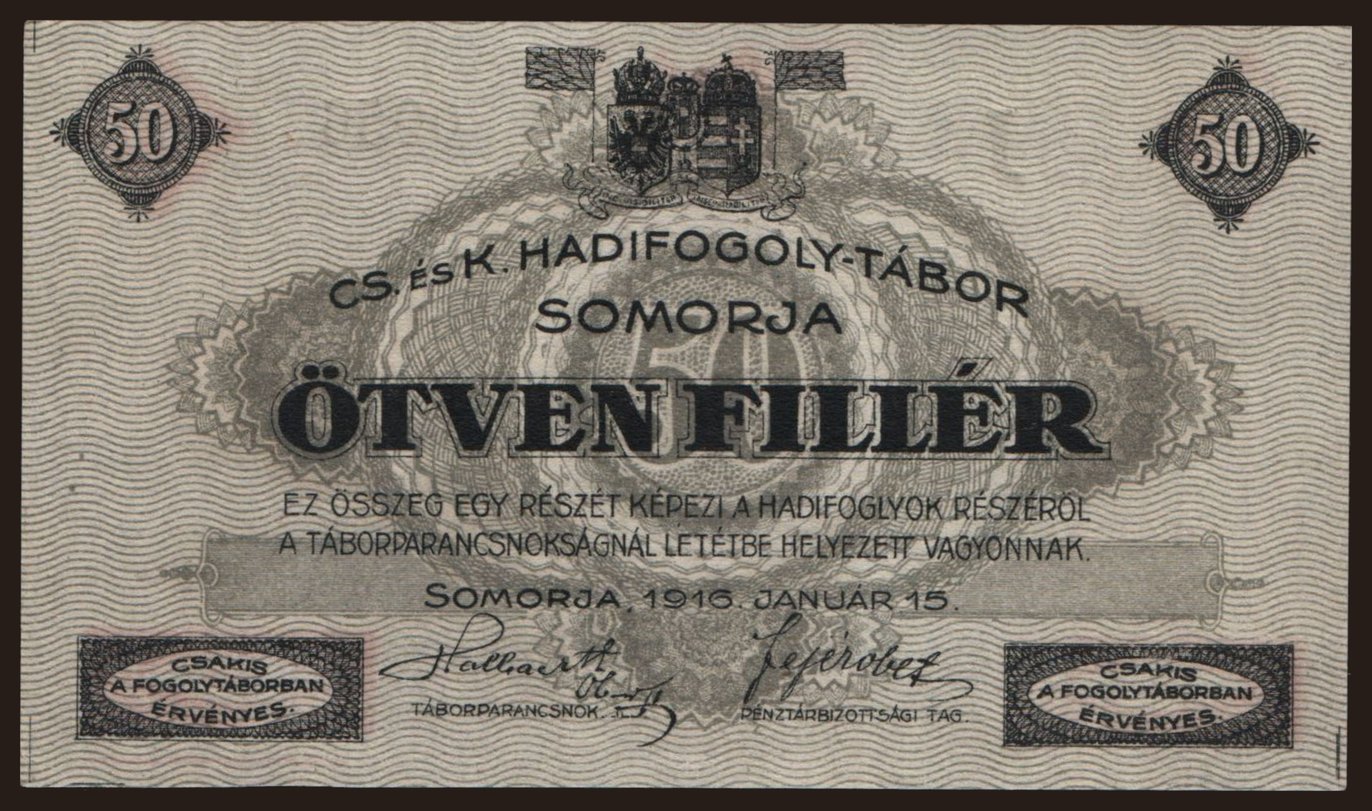 50
50
CS. ÉS K. HADIFOGOLY-TÁBOR
SOMORJA
50
ÖTVEN FILLÉR
EZ ÖSSZEG EGY RÉSZÉT KÉPEZI A HADIFOGLYOK RÉSZÉRŐL
A TÁBORPARANCSNOKSÁGNÁL LETÉTBE HELYEZETT VAGYONNAK.
SOMORJA, 1916. JANUÁR 15.
TÁBORPARANCSNOK.
PÉNZTÁRBIZOTTSÁGI TAG.
CSAKIS
A FOGOLYTÁBORBAN
ÉRVÉNYES.
CSAKIS
A FOGOLYTÁBORBAN
ÉRVÉNYES.